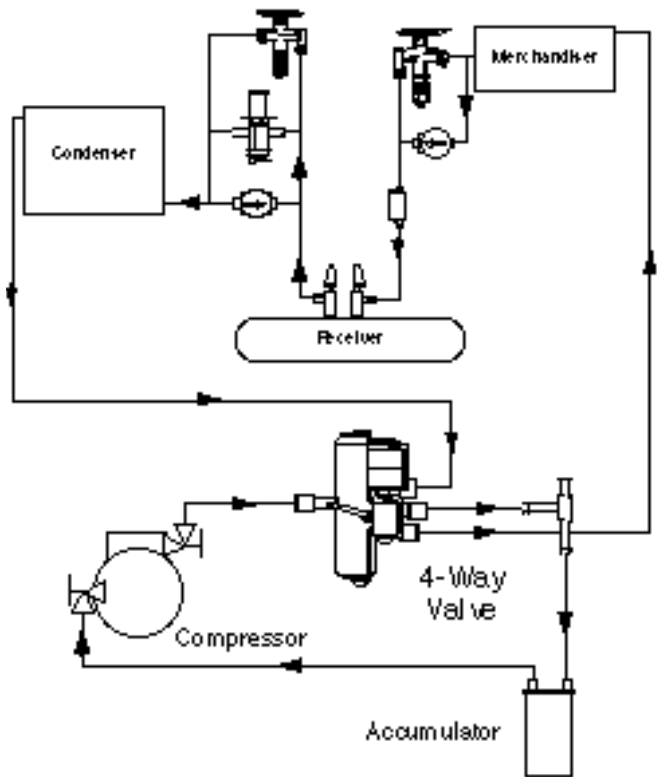 Merchandiser
Condenser
Receiver
4-Way
Valve
Compressor
Accumulator